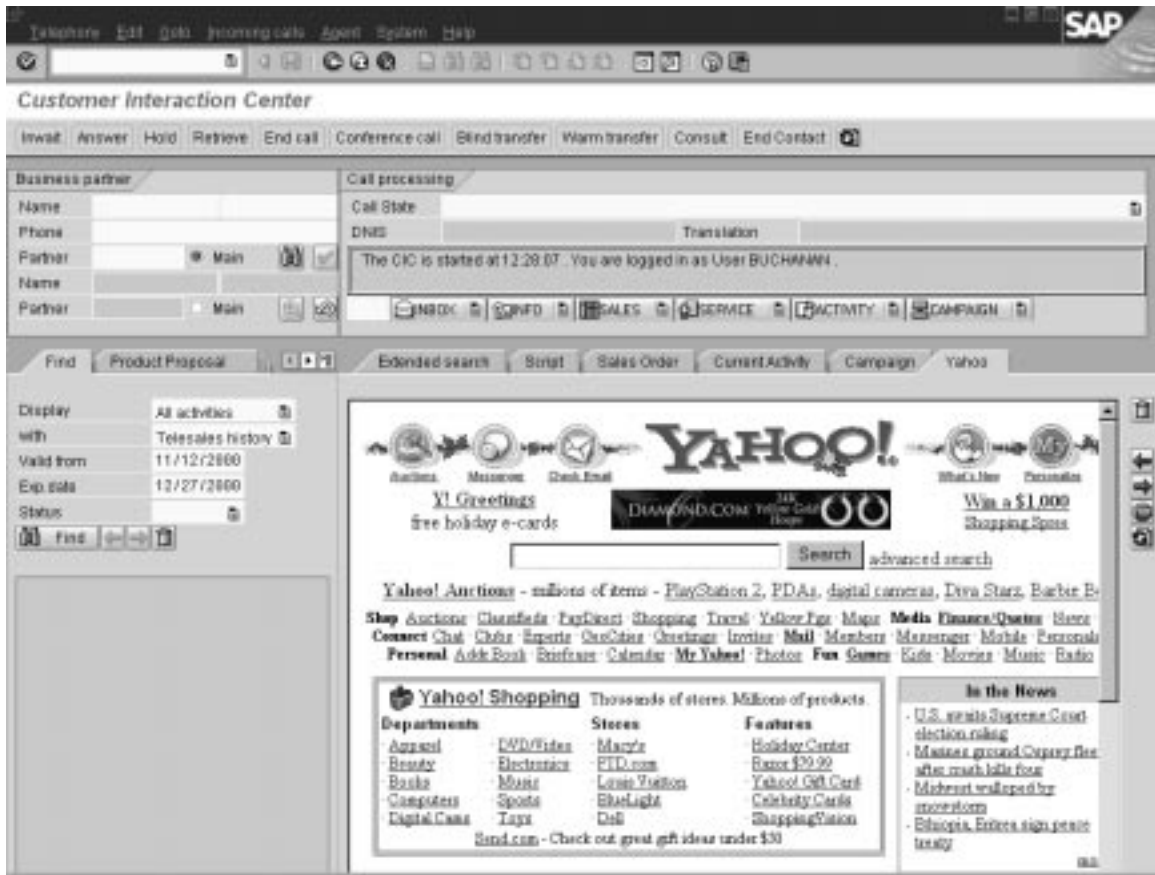 Telephony Edit Goto Incoming calls Agent System Help
SAP
Customer Interaction Center
Inwait Answer Hold Retrieve End call Conference call Blind transfer Warm transfer Consult End Contact
Business partner
Name
Phone
Partner Main
Name
Partner Main
Call processing
Call State
DNIS Translation
The CIC is started at 12:28:07 . You are logged in as User BUCHANAN .
INBOX INFO SALES SERVICE ACTIVITY CAMPAIGN
Find Product Proposal
Display All activities
with Telesales history
Valid from 11/12/2000
Exp.date 12/27/2000
Status
Find
Extended search Script Sales Order Current Activity Campaign Yahoo
YAHOO!
Auctions Messenger Check Email What's New Personalize
Y! Greetings
free holiday e-cards
DIAMOND.COM 14K Yellow Gold Hoops
Win a $1,000
Shopping Spree
Search advanced search
Yahoo! Auctions - millions of items - PlayStation 2, PDAs, digital cameras, Diva Starz, Barbie B
Shop Auctions · Classifieds · PayDirect · Shopping · Travel · Yellow Pgs · Maps Media Finance/Quotes · News
Connect Chat · Clubs · Experts · GeoCities · Greetings · Invites · Mail · Members · Messenger · Mobile · Personals
Personal Addr Book · Briefcase · Calendar · My Yahoo! · Photos Fun Games · Kids · Movies · Music · Radio
Yahoo! Shopping Thousands of stores. Millions of products.
Departments Stores Features
· Apparel · DVD/Video · Macy's · Holiday Center
· Beauty · Electronics · FTD.com · Razor $79.99
· Books · Music · Louis Vuitton · Yahoo! Gift Card
· Computers · Sports · BlueLight · Celebrity Cards
· Digital Cams · Toys · Dell · ShoppingVision
Send.com - Check out great gift ideas under $30
In the News
· U.S. awaits Supreme Court
election ruling
· Marines ground Osprey flee
after crash kills four
· Midwest walloped by
snowstorm
· Ethiopia, Eritrea sign peace
treaty